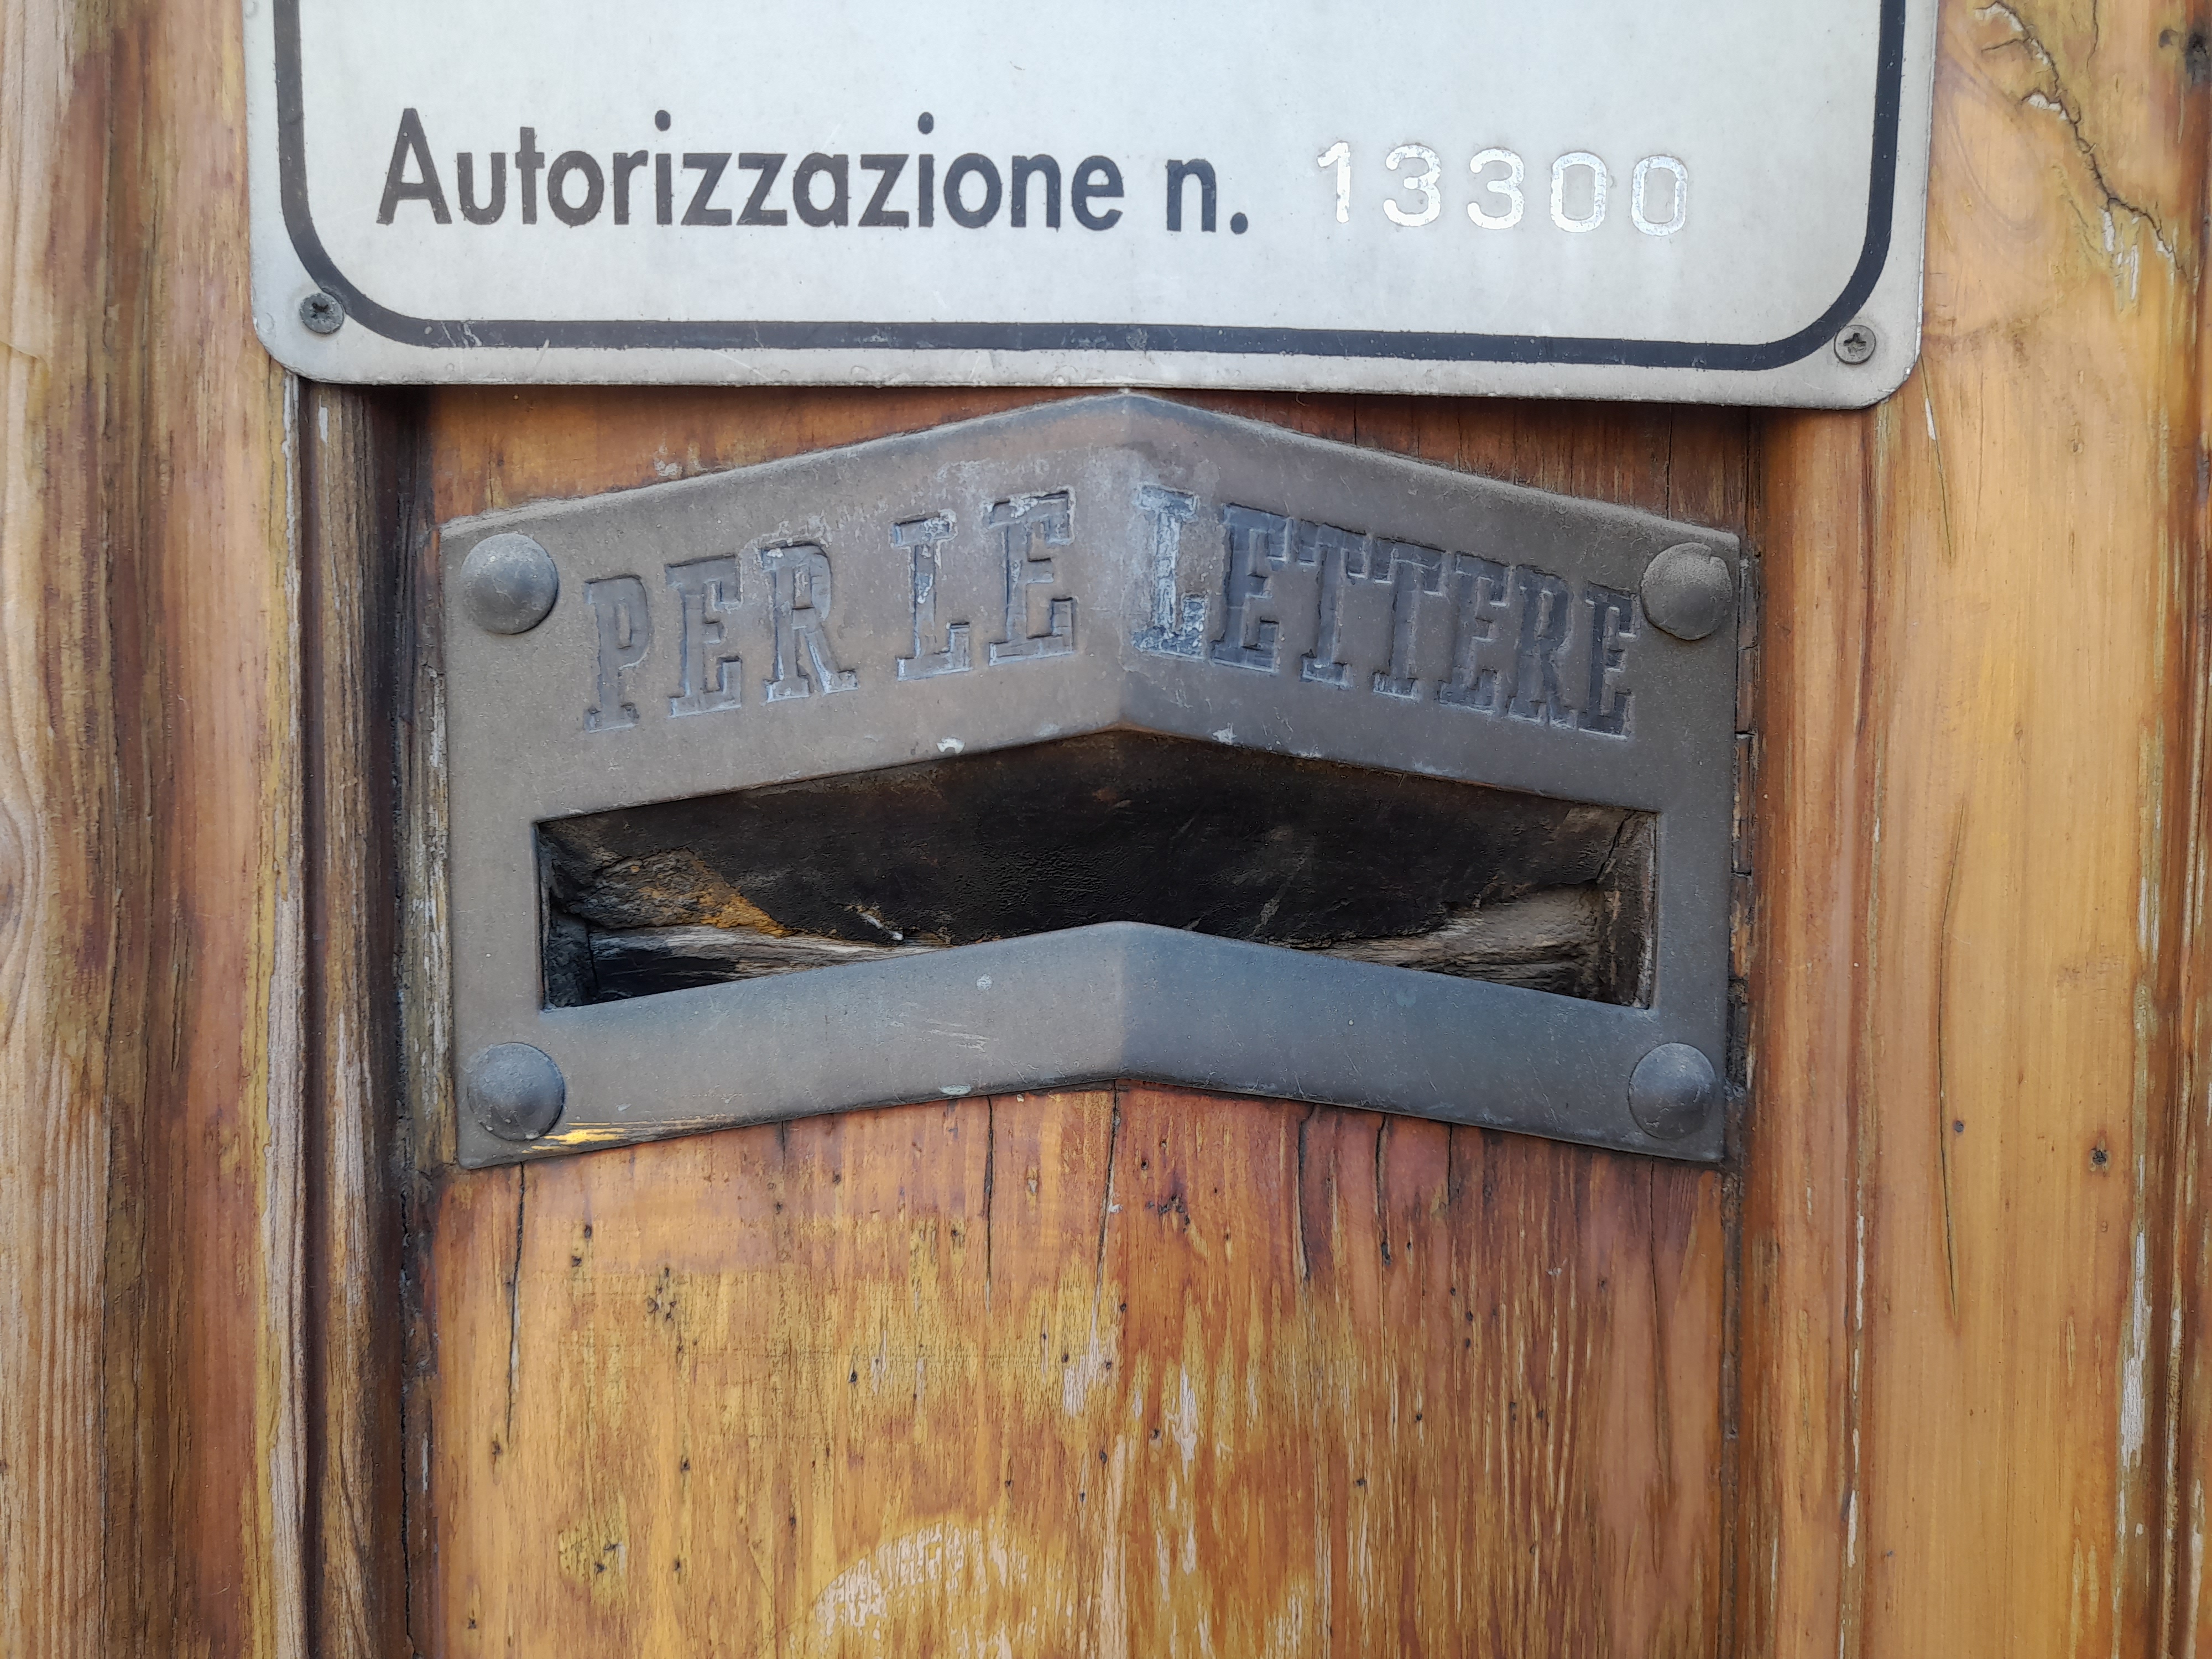 Autorizzazione n. 13300
PER LE LETTERE